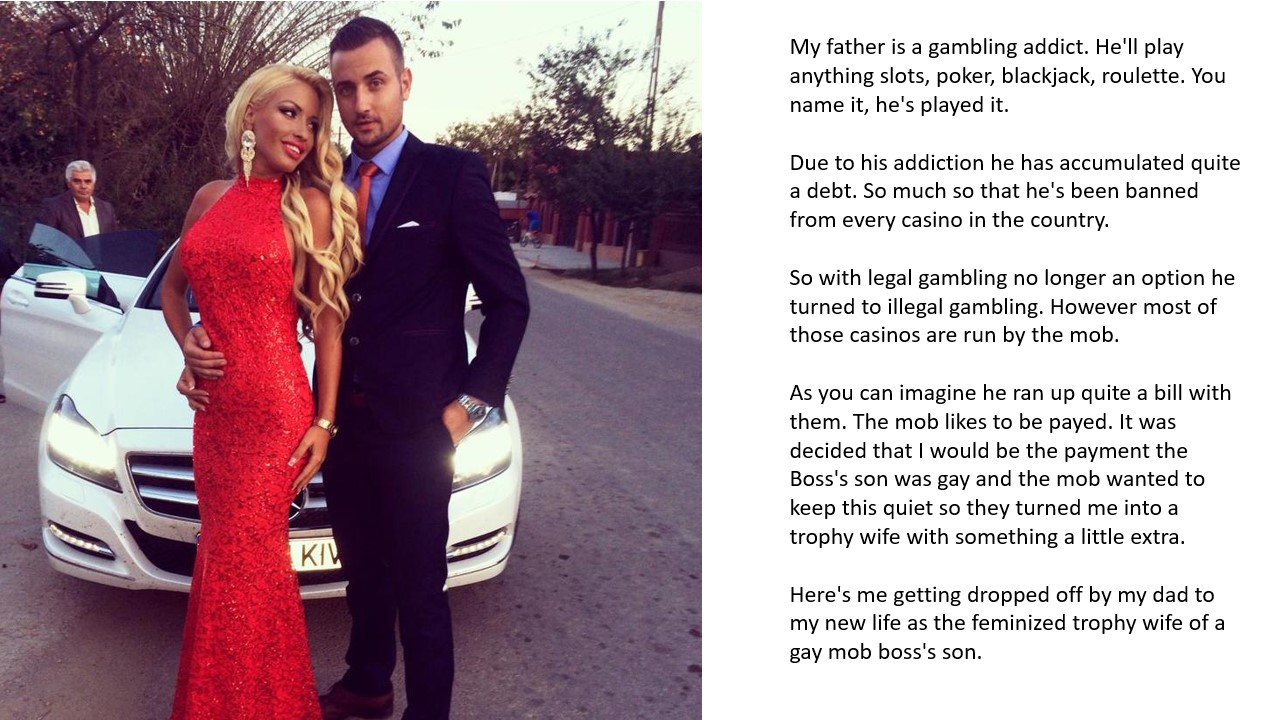 My father is a gambling addict. He'll play
anything slots, poker, blackjack, roulette. You
name it, he's played it.
Due to his addiction he has accumulated quite
a debt. So much so that he's been banned
from every casino in the country.
So with legal gambling no longer an option he
turned to illegal gambling. However most of
those casinos are run by the mob.
As you can imagine he ran up quite a bill with
them. The mob likes to be payed. It was
decided that I would be the payment the
Boss's son was gay and the mob wanted to
keep this quiet so they turned me into a
trophy wife with something a little extra.
Here's me getting dropped off by my dad to
my new life as the feminized trophy wife of a
gay mob boss's son.